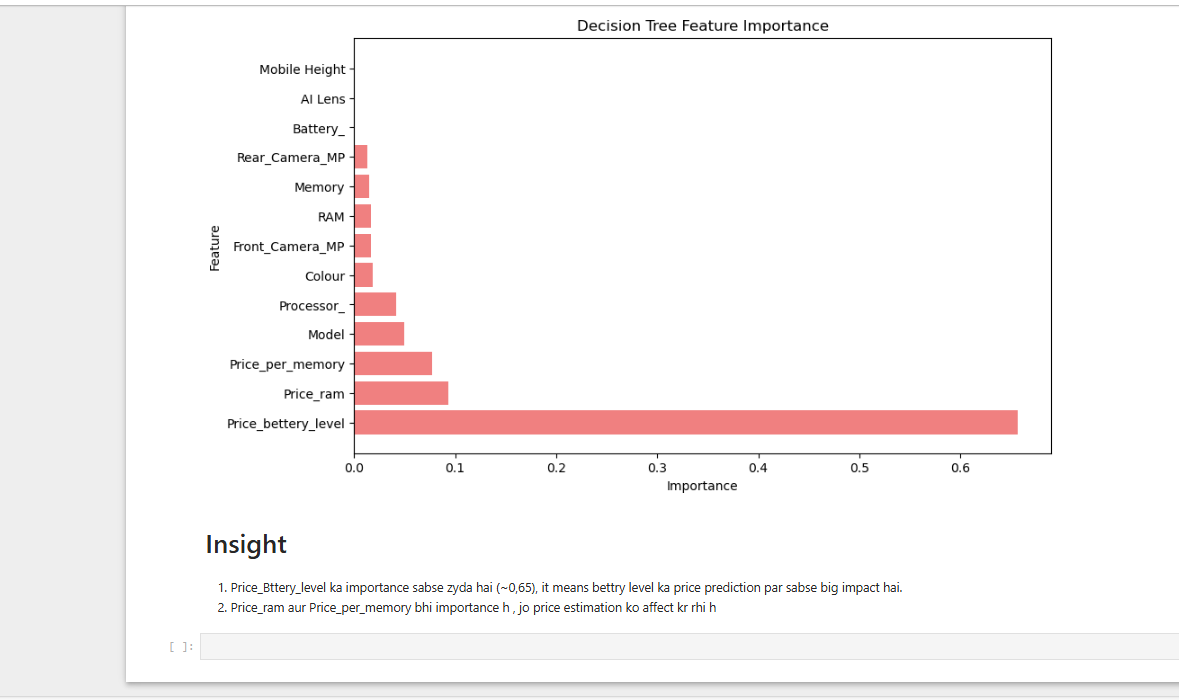 Decision Tree Feature Importance
Mobile Height
AI Lens
Battery_
Rear_Camera_MP
Memory
RAM
Front_Camera_MP
Colour
Processor_
Model
Price_per_memory
Price_ram
Price_bettery_level
Feature
0.0 0.1 0.2 0.3 0.4 0.5 0.6
Importance
Insight
1. Price_Bttery_level ka importance sabse zyda hai (~0,65), it means bettry level ka price prediction par sabse big impact hai.
2. Price_ram aur Price_per_memory bhi importance h , jo price estimation ko affect kr rhi h
[ ]: